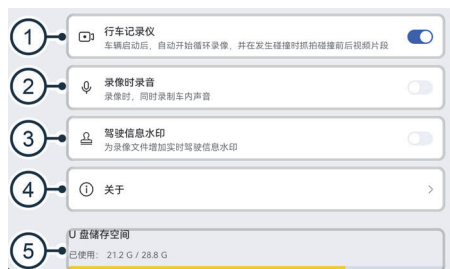 1
行车记录仪
车辆启动后，自动开始循环录像，并在发生碰撞时抓拍碰撞前后视频片段
2
录像时录音
录像时，同时录制车内声音
3
驾驶信息水印
为录像文件增加实时驾驶信息水印
4
关于
5
U 盘储存空间
已使用： 21.2 G / 28.8 G